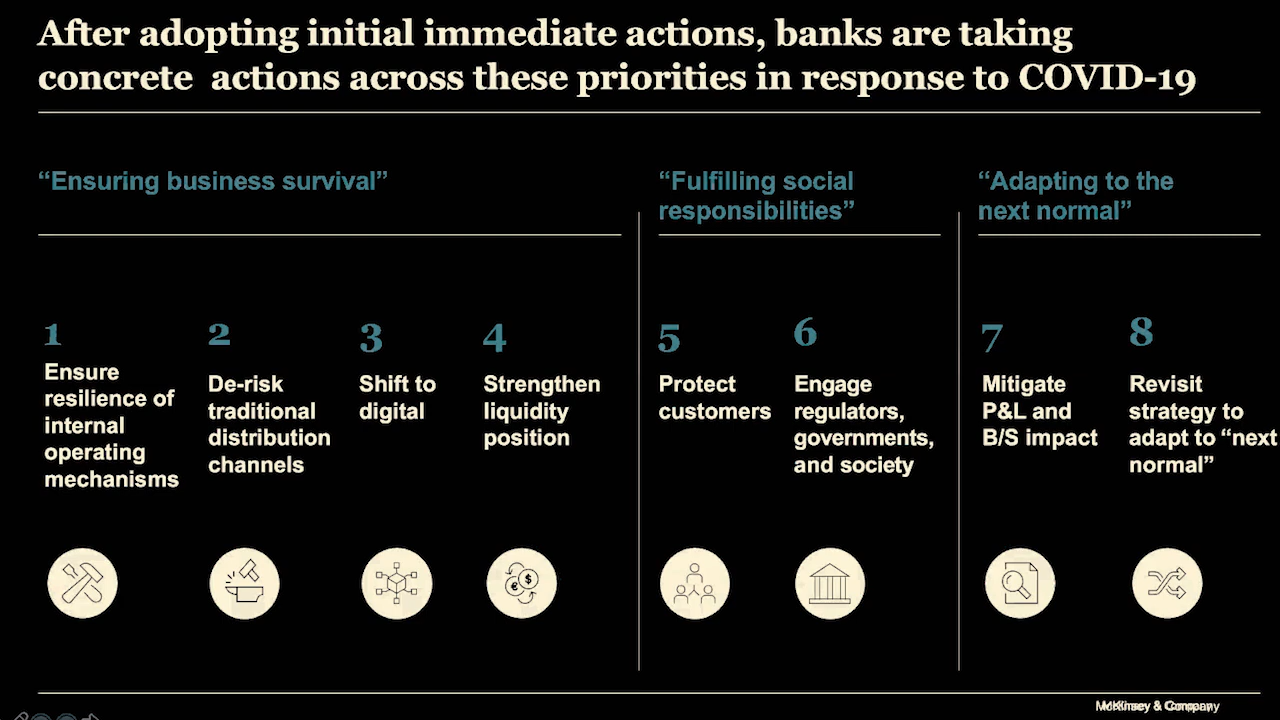 After adopting initial immediate actions, banks are taking
concrete actions across these priorities in response to COVID-19
“Ensuring business survival”
“Fulfilling social
responsibilities”
“Adapting to the
next normal”
1
Ensure
resilience of
internal
operating
mechanisms
2
De-risk
traditional
distribution
channels
3
Shift to
digital
4
Strengthen
liquidity
position
5
Protect
customers
6
Engage
regulators,
governments,
and society
7
Mitigate
P&L and
B/S impact
8
Revisit
strategy to
adapt to “next
normal”
€
$
McKinsey & Company